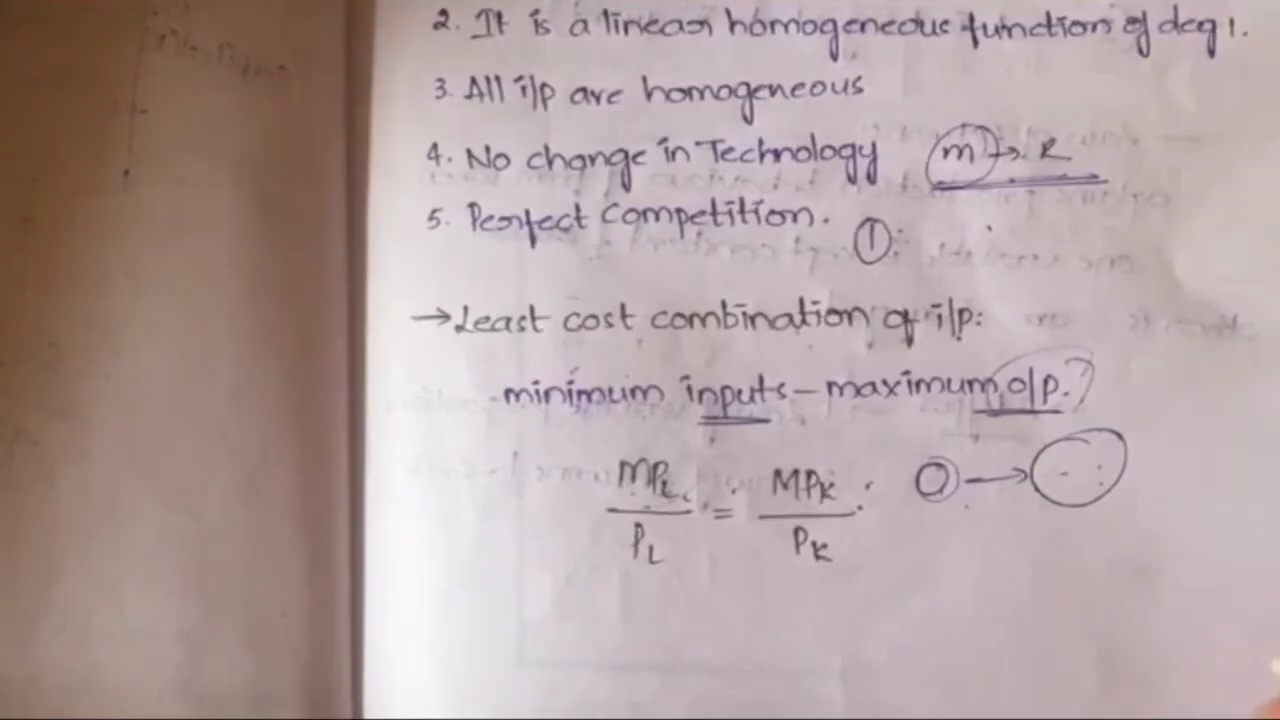 2. It is a linear homogeneous function of deg 1.
3. All i/p are homogeneous
4. No change in Technology m → R
5. Perfect Competition. 1
→ Least cost combination of i/p:
minimum inputs – maximum o/p.
MPL / PL = MPK / PK